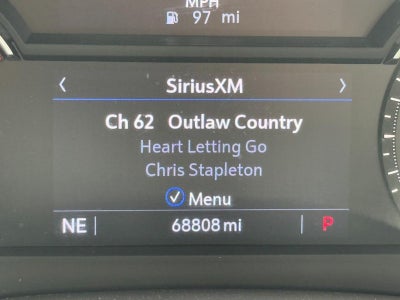 MPH
97 mi
SiriusXM
Ch 62 Outlaw Country
Heart Letting Go
Chris Stapleton
Menu
NE 68808 mi P